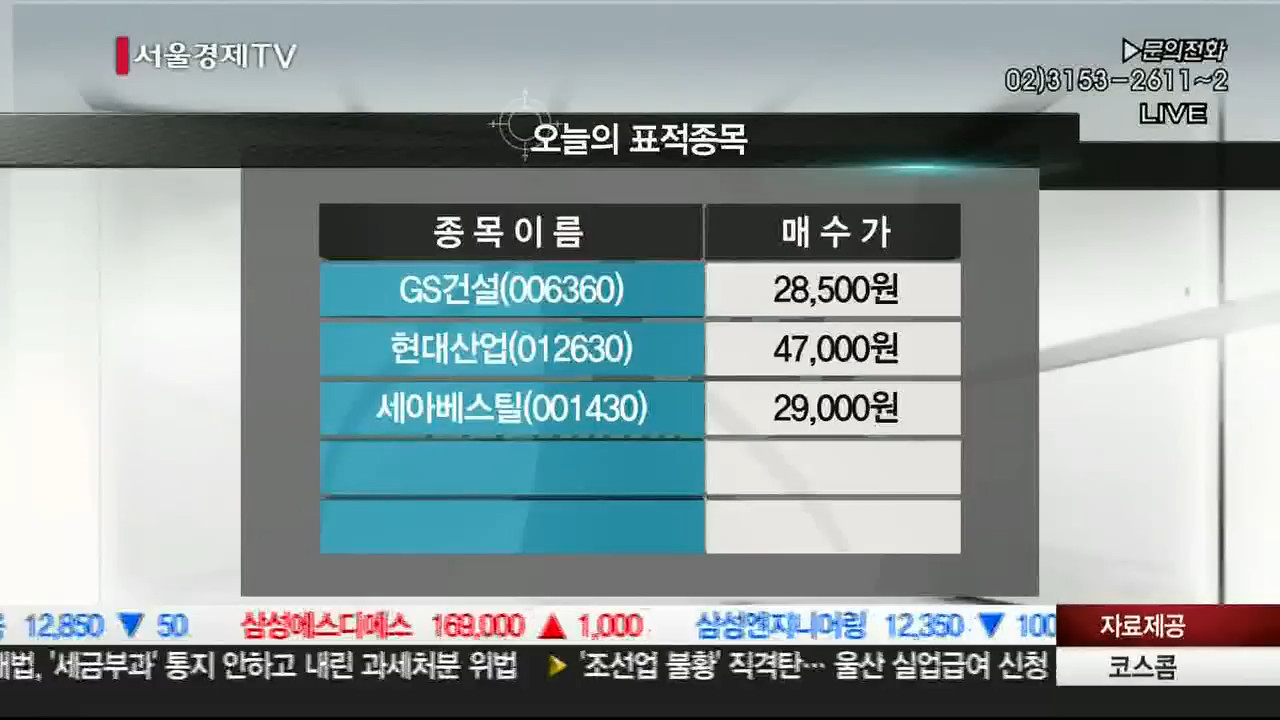 서울경제TV
▶문의전화
02)3153-2611~2
LIVE
오늘의 표적종목
종목이름 매수가
GS건설(006360) 28,500원
현대산업(012630) 47,000원
세아베스틸(001430) 29,000원
12,850 ▼ 50 삼성에스디에스 169,000 ▲ 1,000 삼성엔지니어링 12,350 ▼ 100
자료제공
'세금부과' 통지 안하고 내린 과세처분 위법 ▶ '조선업 불황' 직격탄… 울산 실업급여 신청
코스콤